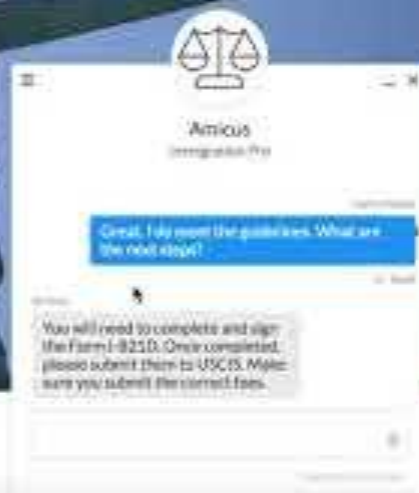 Amicus
Immigration Pro
Great, I do meet the guidelines. What are
the next steps?
You will need to complete and sign
the Form I-821D. Once completed,
please submit them to USCIS. Make
sure you submit the correct fees.